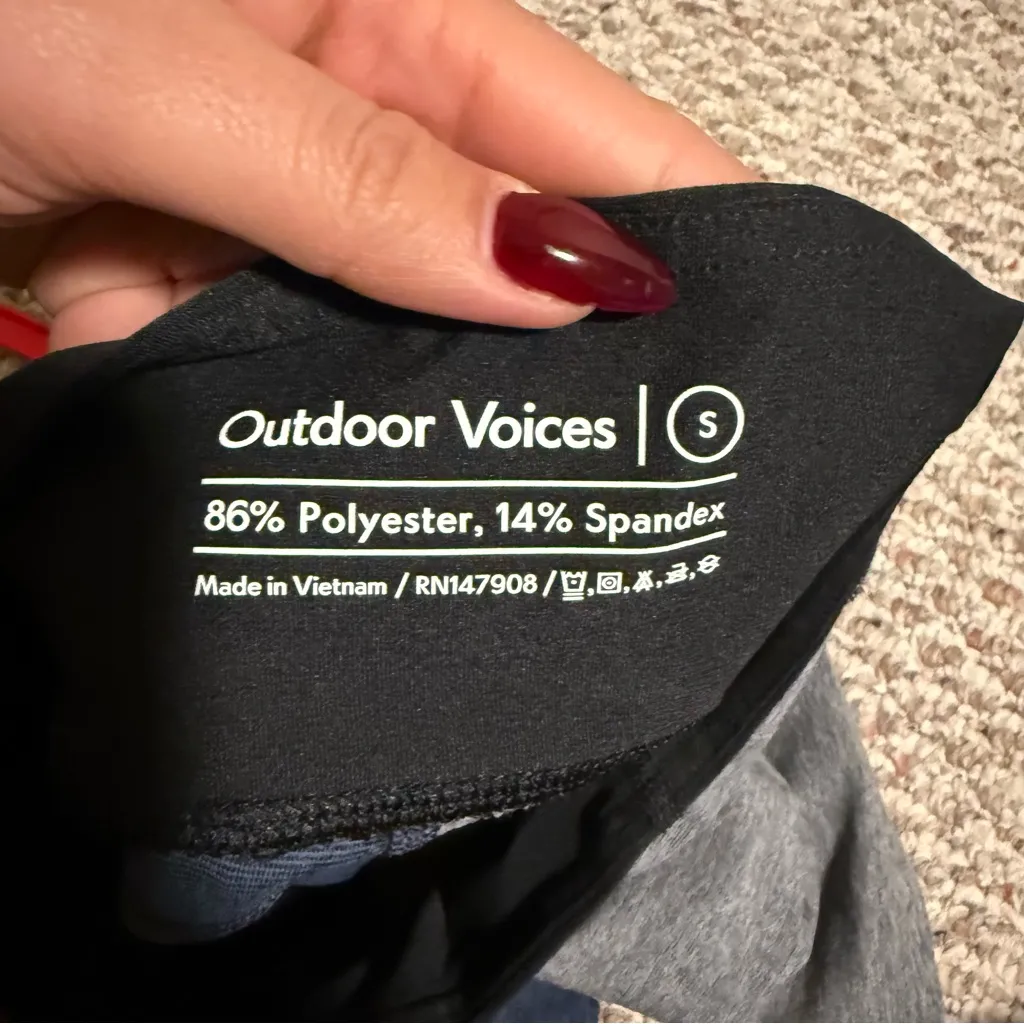 Outdoor Voices | S
86% Polyester, 14% Spandex
Made in Vietnam / RN147908 /